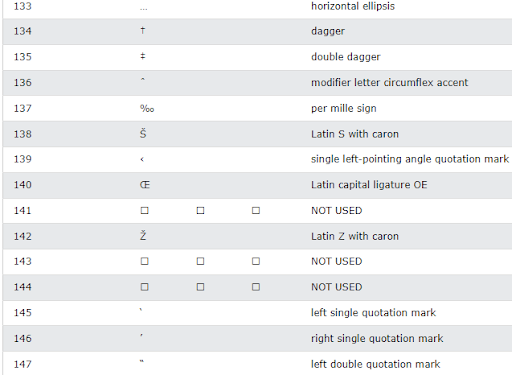 133 … horizontal ellipsis
134 † dagger
135 ‡ double dagger
136 ˆ modifier letter circumflex accent
137 ‰ per mille sign
138 Š Latin S with caron
139 ‹ single left-pointing angle quotation mark
140 Œ Latin capital ligature OE
141 □ □ □ NOT USED
142 Ž Latin Z with caron
143 □ □ □ NOT USED
144 □ □ □ NOT USED
145 ‘ left single quotation mark
146 ’ right single quotation mark
147 “ left double quotation mark